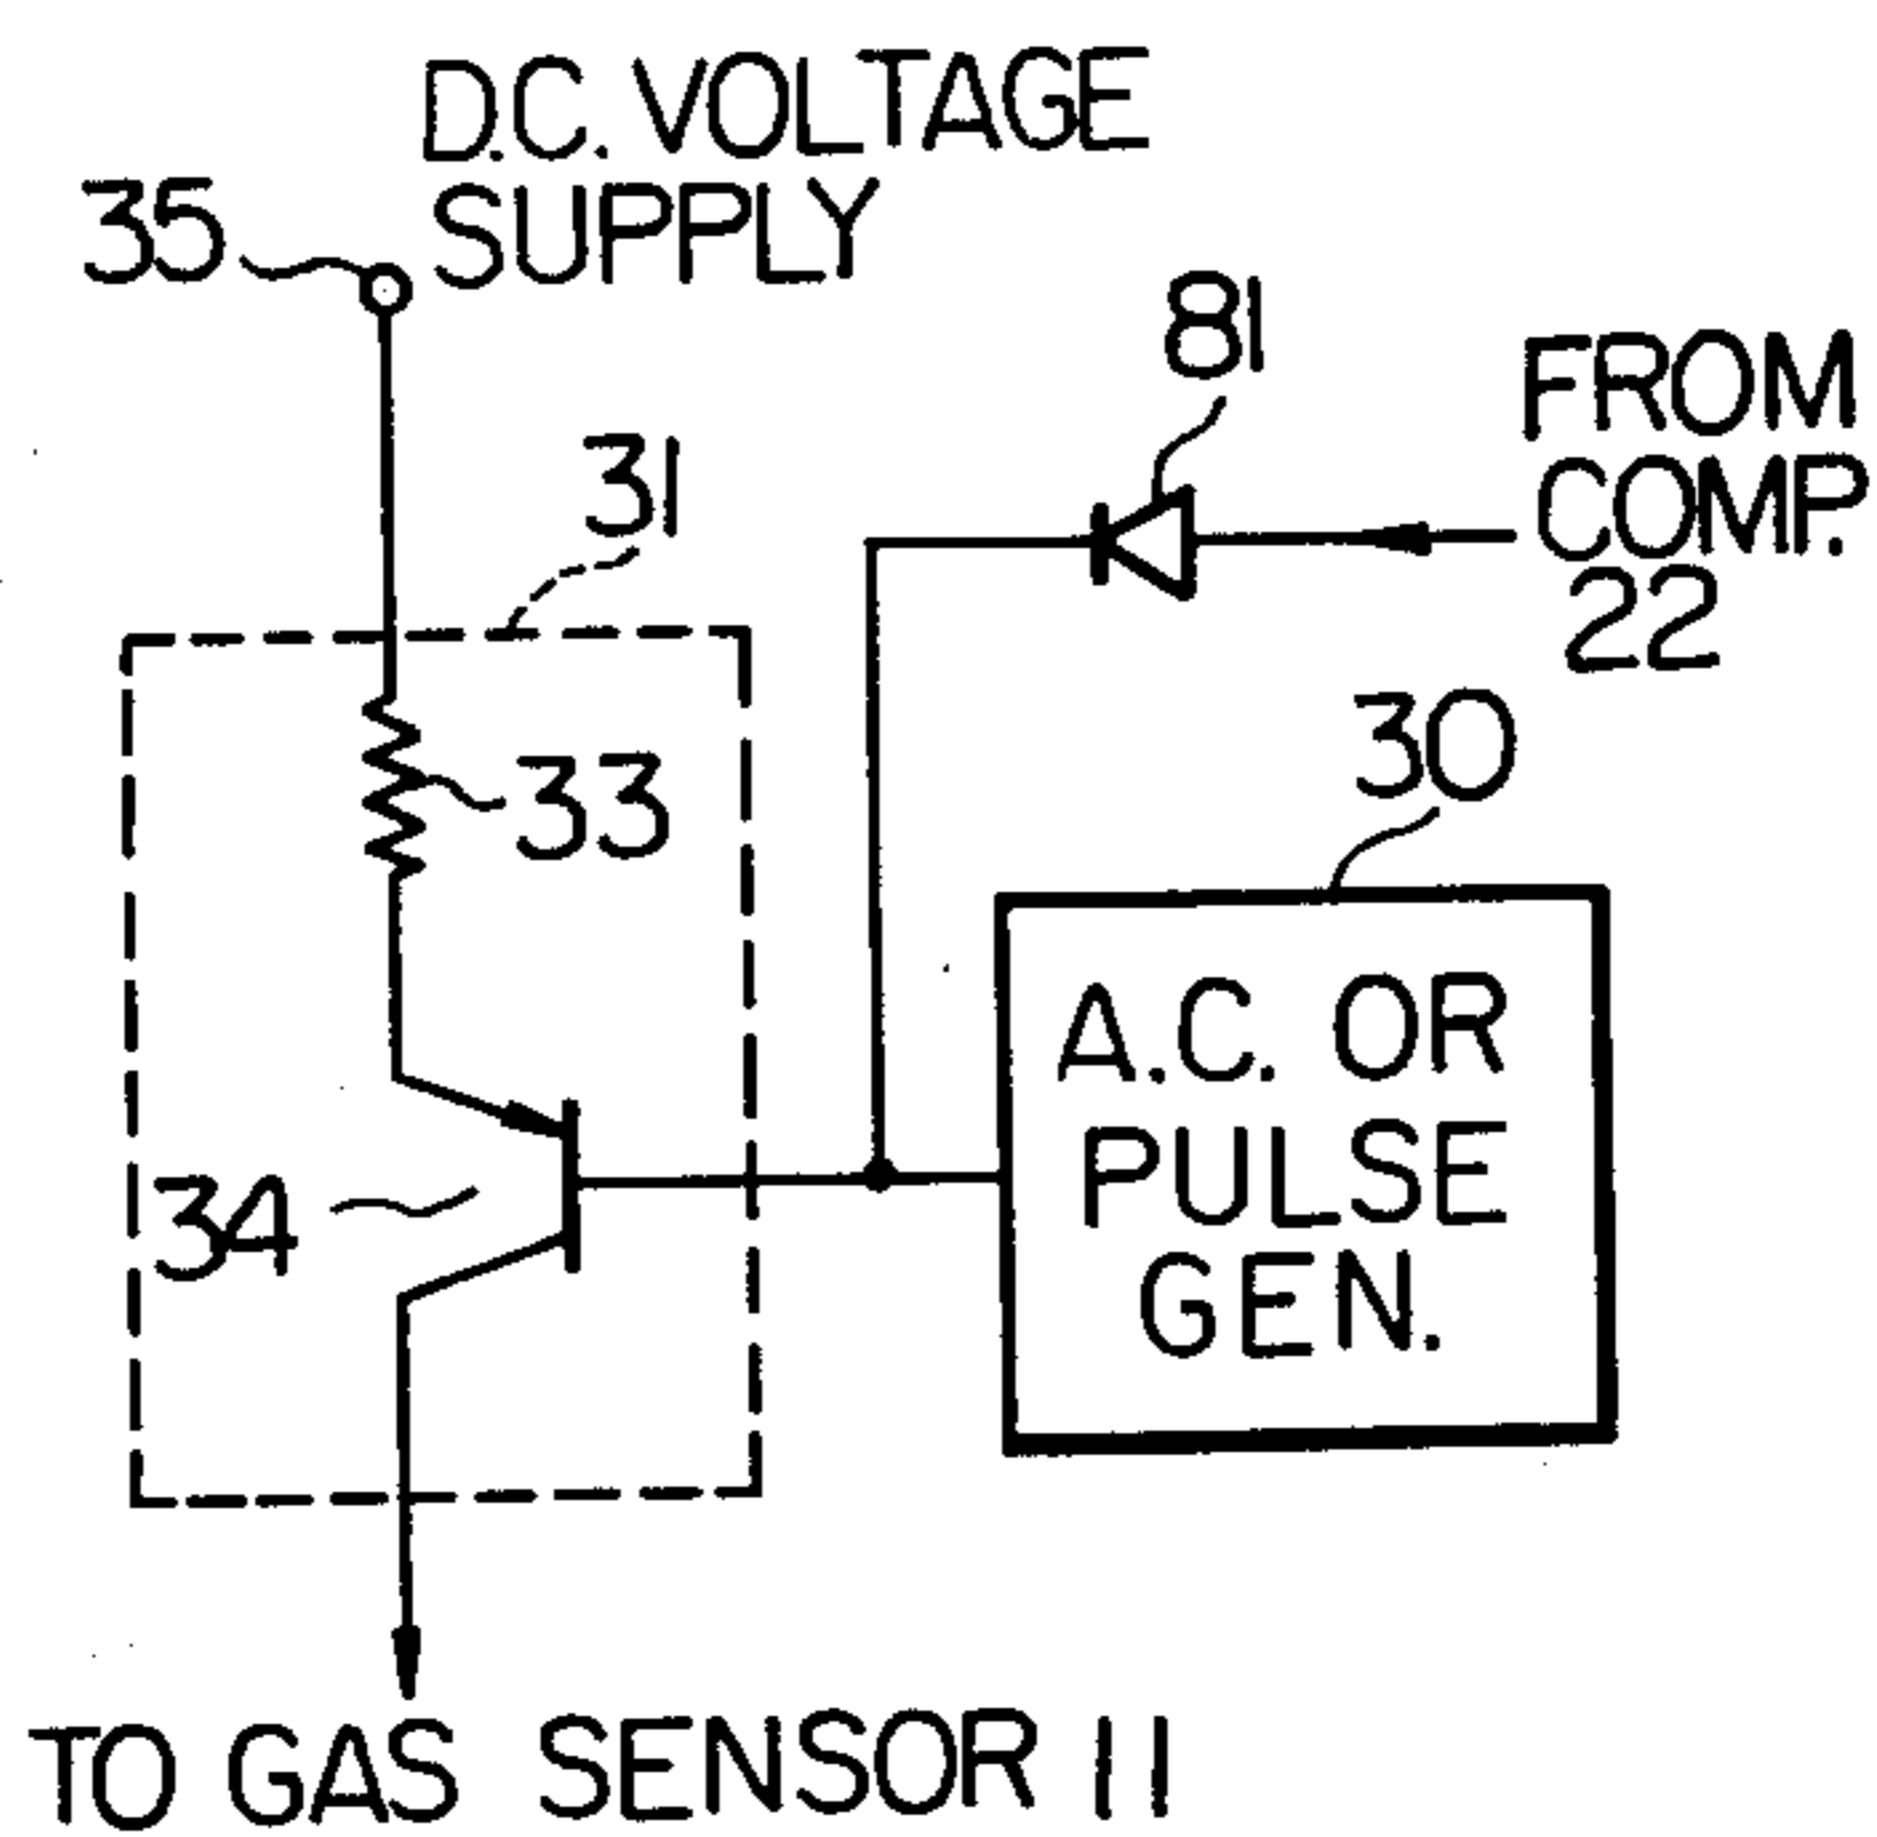 D.C. VOLTAGE
SUPPLY
35
81
FROM
COMP.
22
31
33
30
A.C. OR
PULSE
GEN.
34
TO GAS SENSOR 11